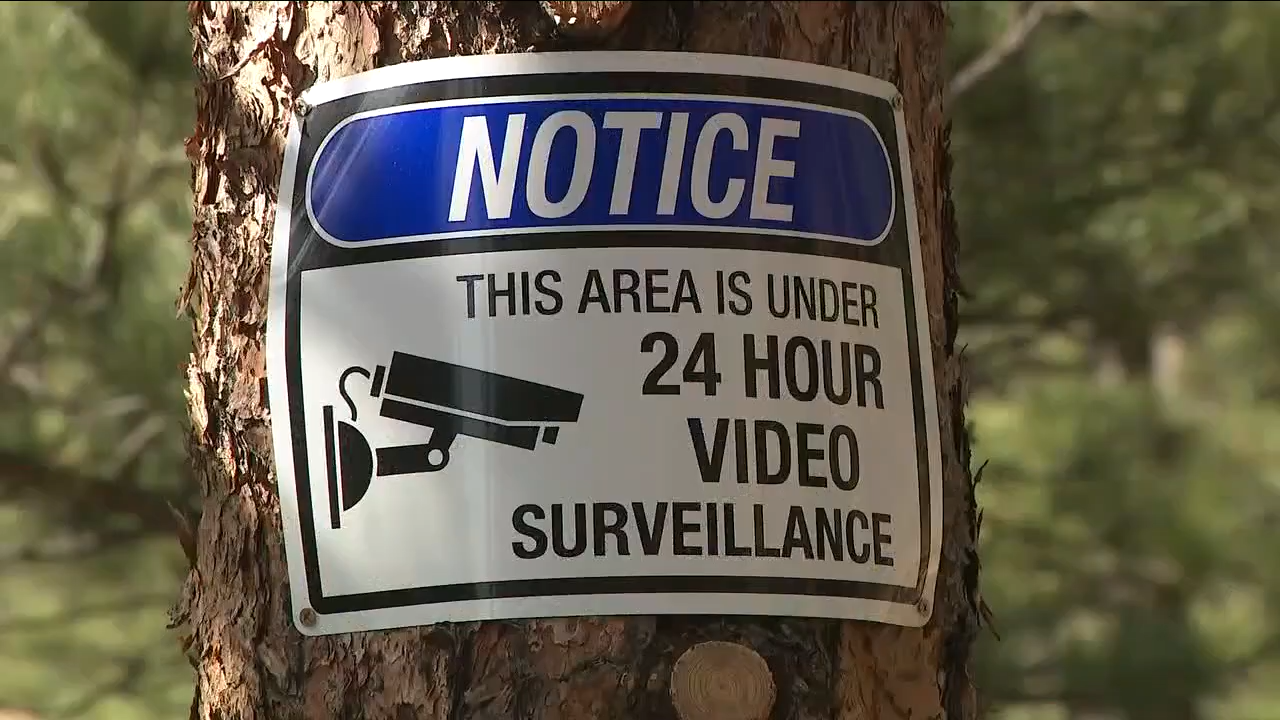 NOTICE
THIS AREA IS UNDER
24 HOUR
VIDEO
SURVEILLANCE